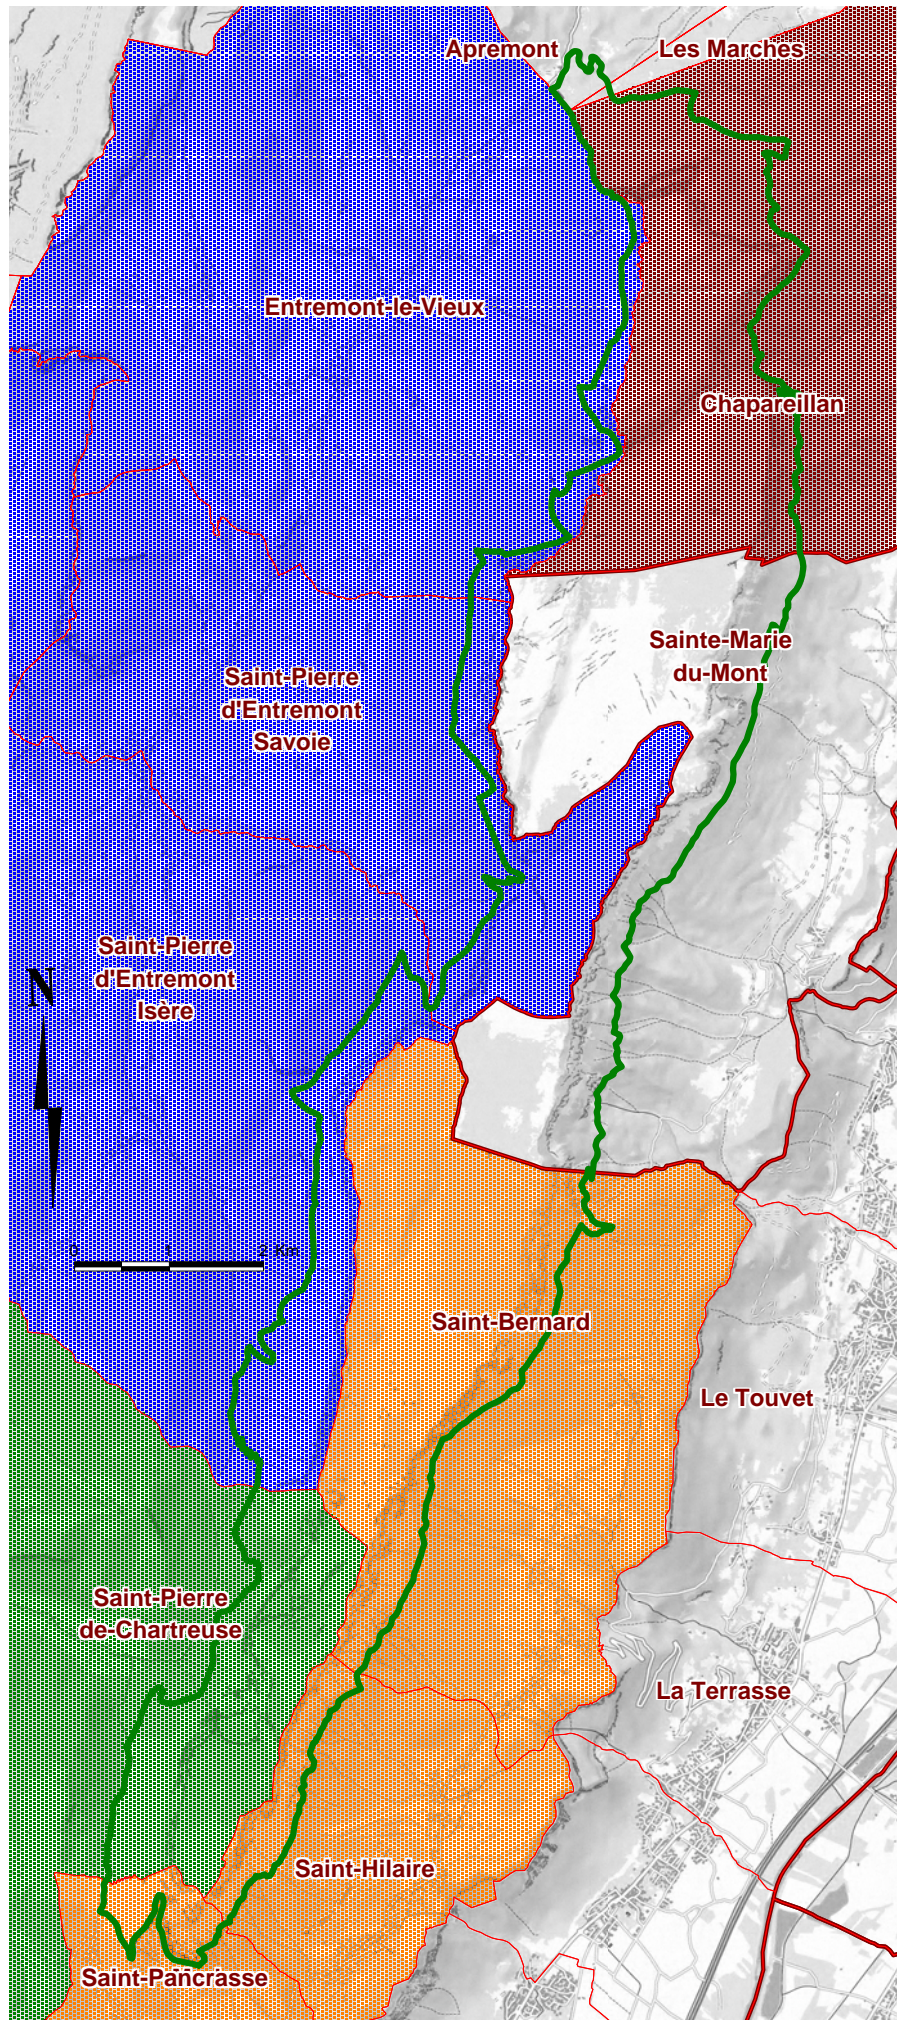 Apremont
Les Marches
Entremont-le-Vieux
Chapareillan
Sainte-Marie
du-Mont
Saint-Pierre
d'Entremont
Savoie
Saint-Pierre
d'Entremont
Isère
N
0 1 2 Km
Saint-Bernard
Le Touvet
Saint-Pierre
de-Chartreuse
La Terrasse
Saint-Hilaire
Saint-Pancrasse